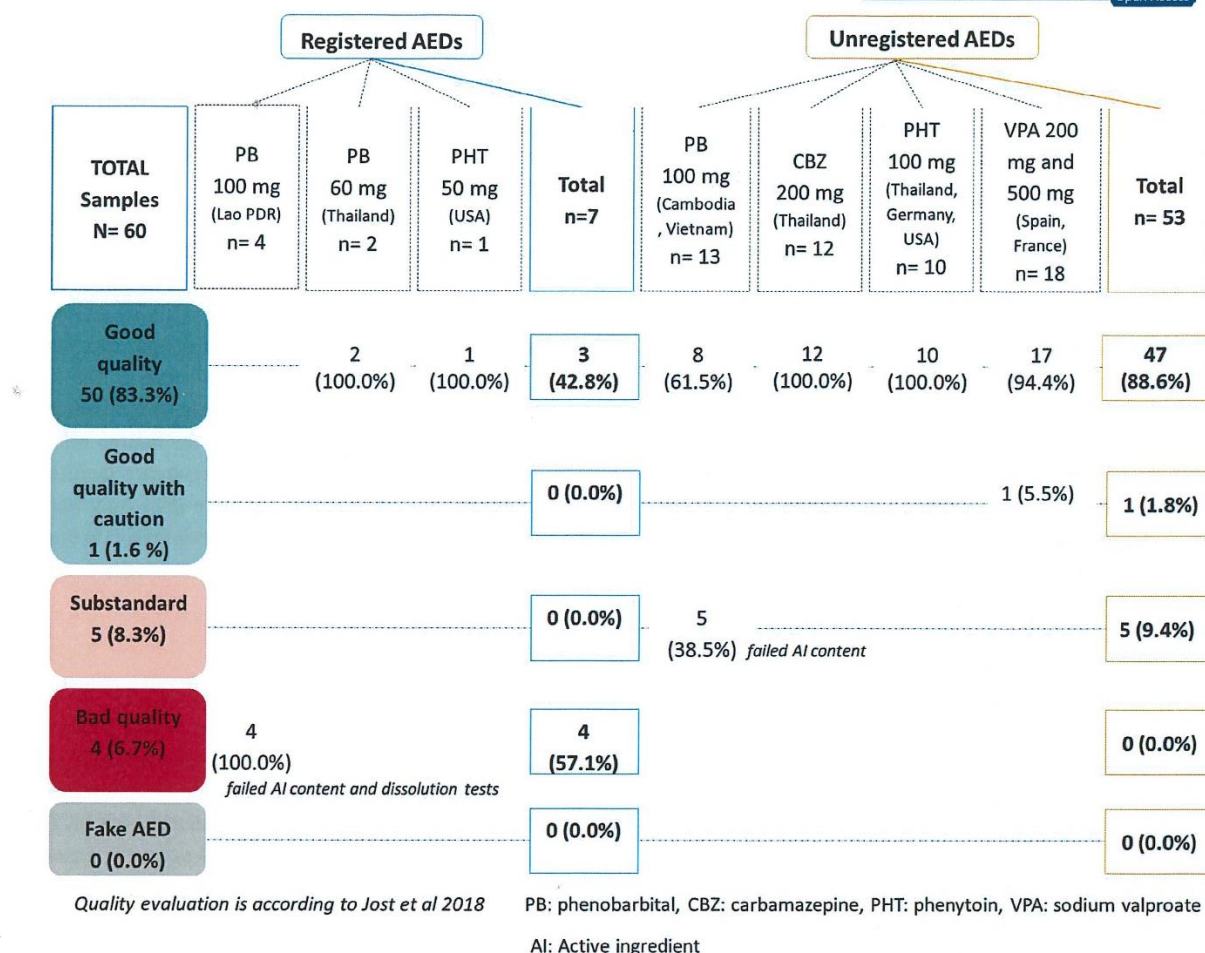 Open Access
Registered AEDs
Unregistered AEDs
TOTAL
Samples
N= 60
PB
100 mg
(Lao PDR)
n= 4
PB
60 mg
(Thailand)
n= 2
PHT
50 mg
(USA)
n= 1
Total
n=7
PB
100 mg
(Cambodia
, Vietnam)
n= 13
CBZ
200 mg
(Thailand)
n= 12
PHT
100 mg
(Thailand,
Germany,
USA)
n= 10
VPA 200
mg and
500 mg
(Spain,
France)
n= 18
Total
n= 53
Good
quality
50 (83.3%)
2
(100.0%)
1
(100.0%)
3
(42.8%)
8
(61.5%)
12
(100.0%)
10
(100.0%)
17
(94.4%)
47
(88.6%)
Good
quality with
caution
1 (1.6 %)
0 (0.0%)
1 (5.5%)
1 (1.8%)
Substandard
5 (8.3%)
0 (0.0%)
5
(38.5%) failed AI content
5 (9.4%)
Bad quality
4 (6.7%)
4
(100.0%)
failed AI content and dissolution tests
4
(57.1%)
0 (0.0%)
Fake AED
0 (0.0%)
0 (0.0%)
0 (0.0%)
Quality evaluation is according to Jost et al 2018
PB: phenobarbital, CBZ: carbamazepine, PHT: phenytoin, VPA: sodium valproate
AI: Active ingredient